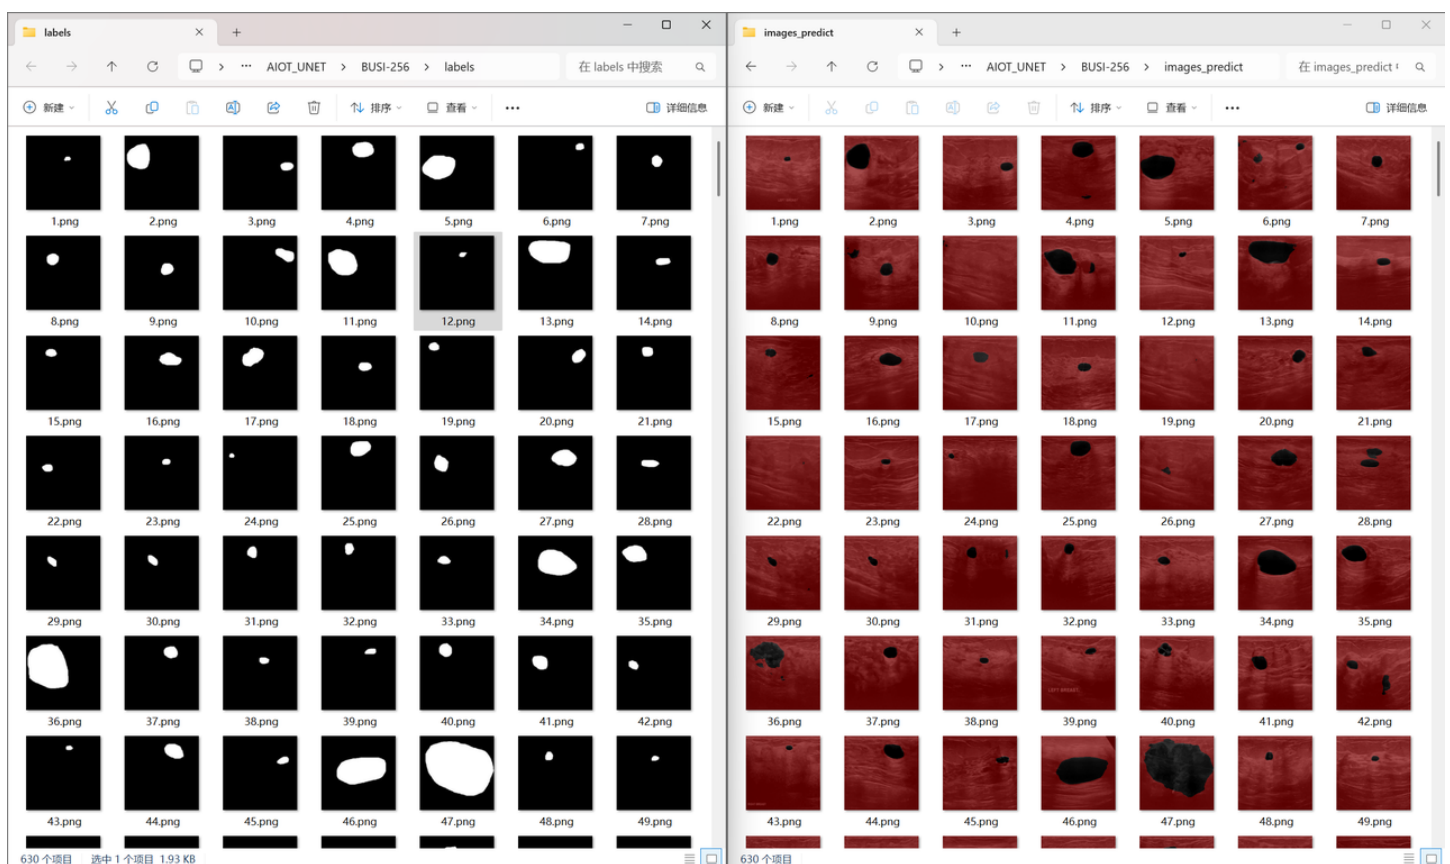 labels
AIOT_UNET > BUSI-256 > labels
在 labels 中搜索
新建
排序
查看
详细信息
1.png 2.png 3.png 4.png 5.png 6.png 7.png
8.png 9.png 10.png 11.png 12.png 13.png 14.png
15.png 16.png 17.png 18.png 19.png 20.png 21.png
22.png 23.png 24.png 25.png 26.png 27.png 28.png
29.png 30.png 31.png 32.png 33.png 34.png 35.png
36.png 37.png 38.png 39.png 40.png 41.png 42.png
43.png 44.png 45.png 46.png 47.png 48.png 49.png
630 个项目 选中 1 个项目 1.93 KB
images_predict
AIOT_UNET > BUSI-256 > images_predict
在 images_predict
新建
排序
查看
详细信息
1.png 2.png 3.png 4.png 5.png 6.png 7.png
8.png 9.png 10.png 11.png 12.png 13.png 14.png
15.png 16.png 17.png 18.png 19.png 20.png 21.png
22.png 23.png 24.png 25.png 26.png 27.png 28.png
29.png 30.png 31.png 32.png 33.png 34.png 35.png
LEFT BREAST
36.png 37.png 38.png 39.png 40.png 41.png 42.png
43.png 44.png 45.png 46.png 47.png 48.png 49.png
630 个项目